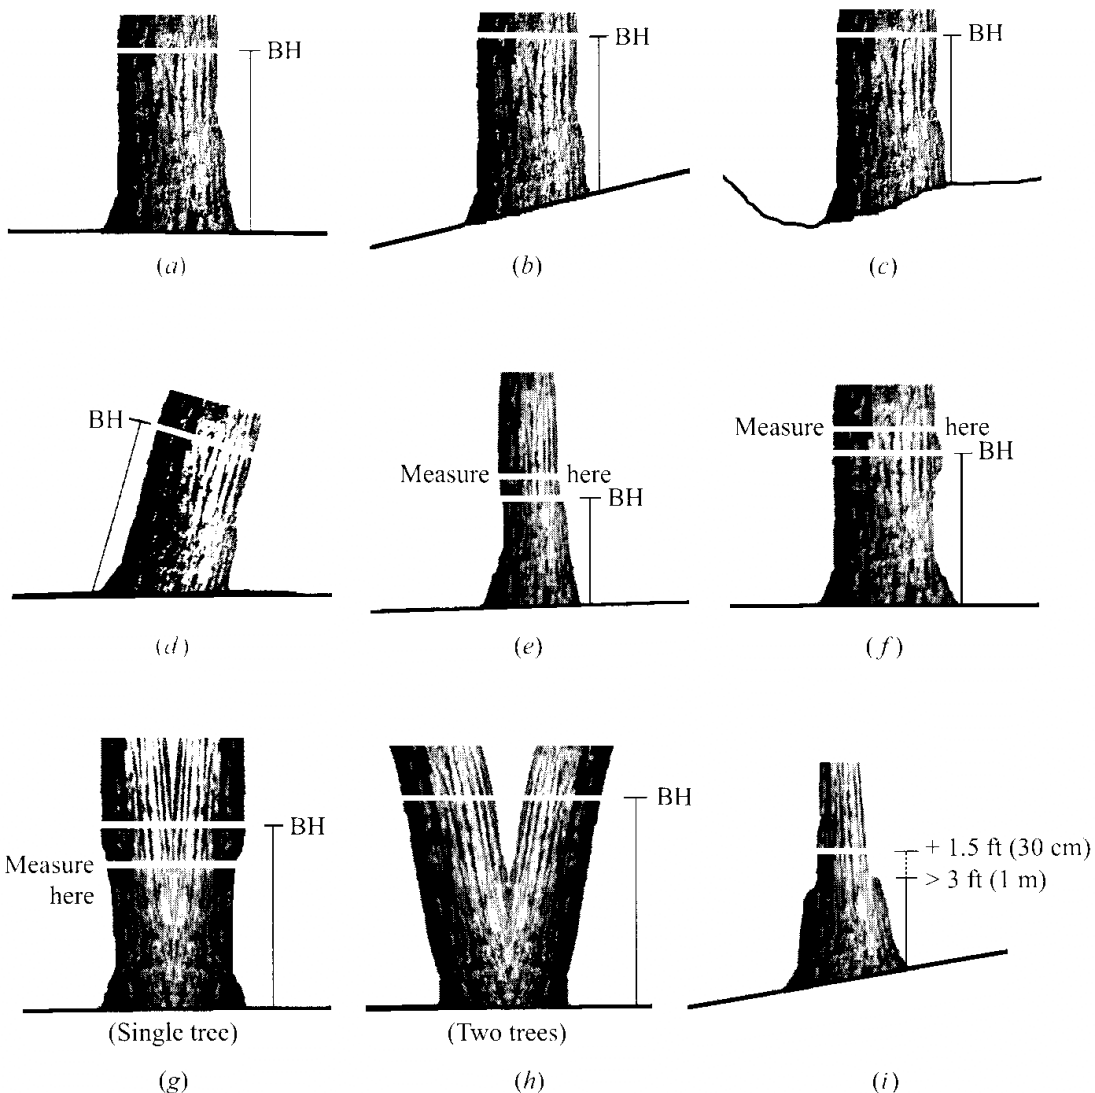 BH
BH
BH
(a)
(b)
(c)
BH
Measure here
BH
Measure here
BH
(d)
(e)
(f)
BH
Measure
here
BH
+ 1.5 ft (30 cm)
> 3 ft (1 m)
(Single tree)
(Two trees)
(g)
(h)
(i)